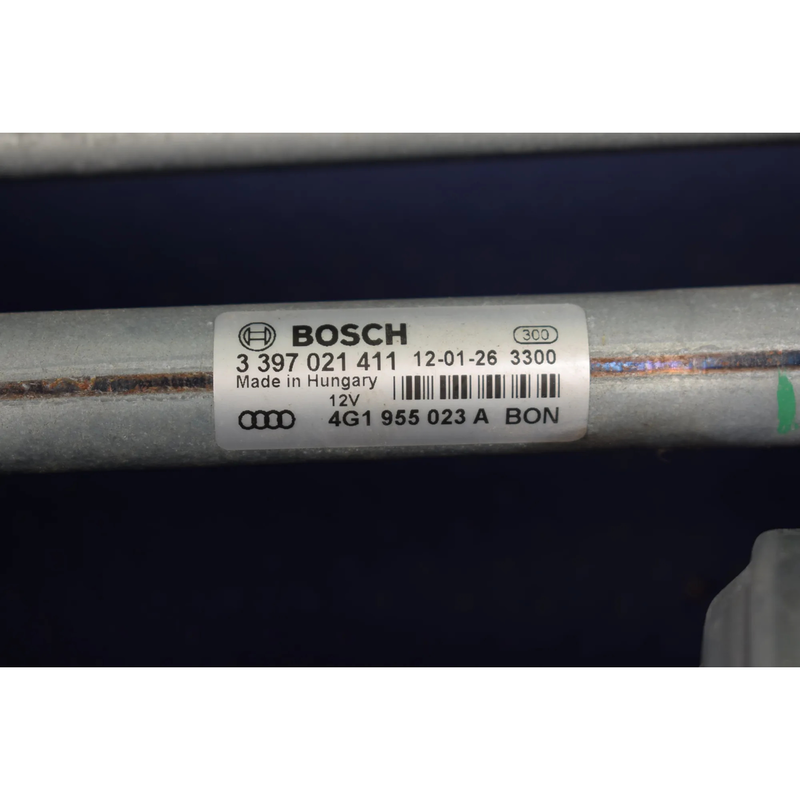 BOSCH 300
3 397 021 411 12-01-26 3300
Made in Hungary
12V
4G1 955 023 A BON